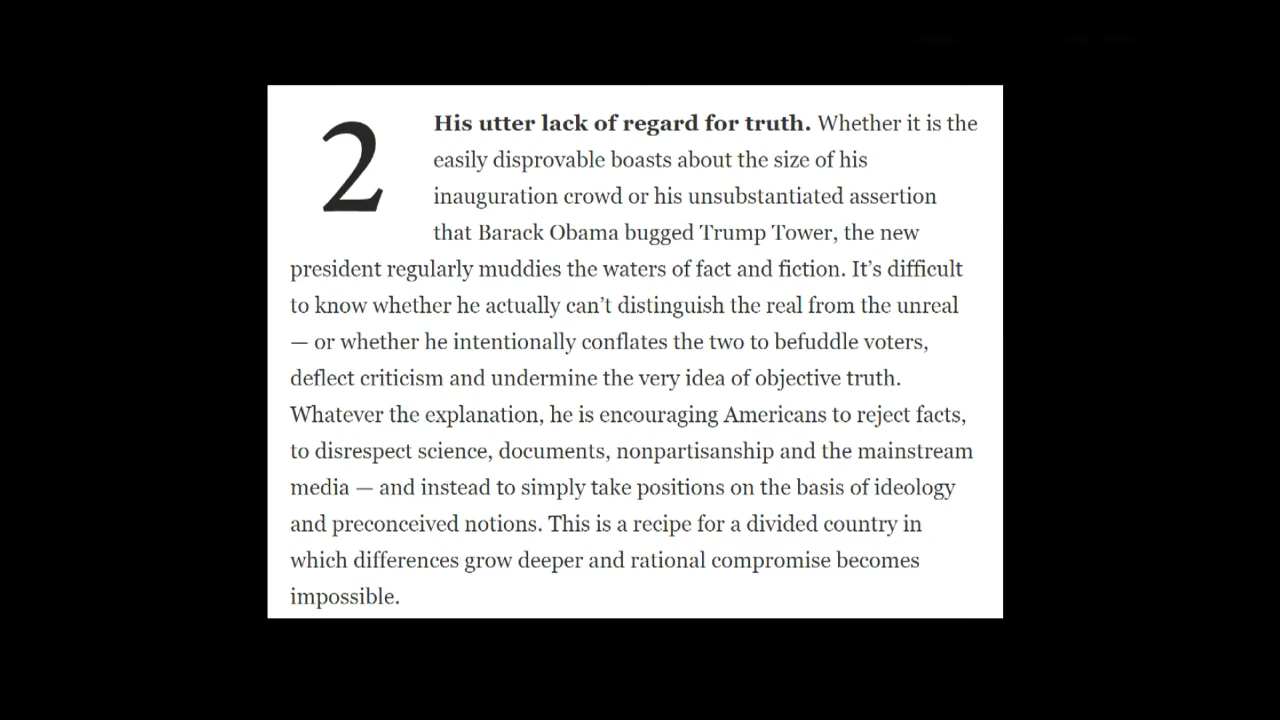 2
His utter lack of regard for truth. Whether it is the
easily disprovable boasts about the size of his
inauguration crowd or his unsubstantiated assertion
that Barack Obama bugged Trump Tower, the new
president regularly muddies the waters of fact and fiction. It’s difficult
to know whether he actually can’t distinguish the real from the unreal
— or whether he intentionally conflates the two to befuddle voters,
deflect criticism and undermine the very idea of objective truth.
Whatever the explanation, he is encouraging Americans to reject facts,
to disrespect science, documents, nonpartisanship and the mainstream
media — and instead to simply take positions on the basis of ideology
and preconceived notions. This is a recipe for a divided country in
which differences grow deeper and rational compromise becomes
impossible.